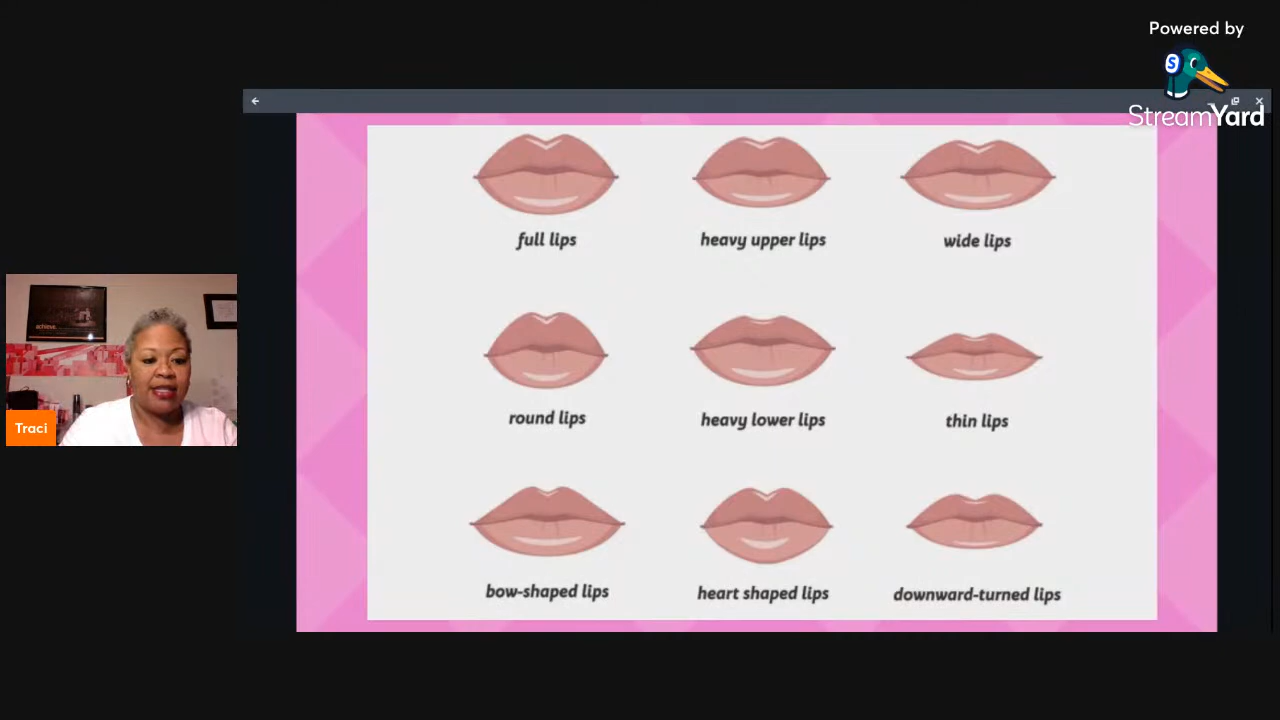 Powered by
StreamYard
full lips
heavy upper lips
wide lips
achieve.
round lips
heavy lower lips
thin lips
Traci
bow-shaped lips
heart shaped lips
downward-turned lips